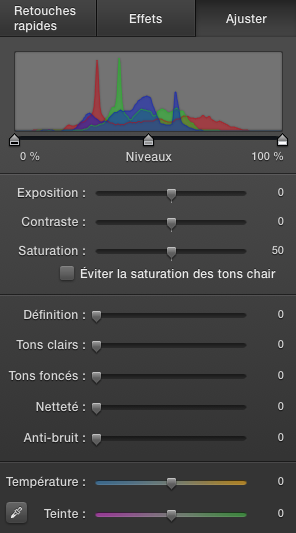 Retouches rapides
Effets
Ajuster
0 % Niveaux 100 %
Exposition : 0
Contraste : 0
Saturation : 50
Éviter la saturation des tons chair
Définition : 0
Tons clairs : 0
Tons foncés : 0
Netteté : 0
Anti-bruit : 0
Température : 0
Teinte : 0